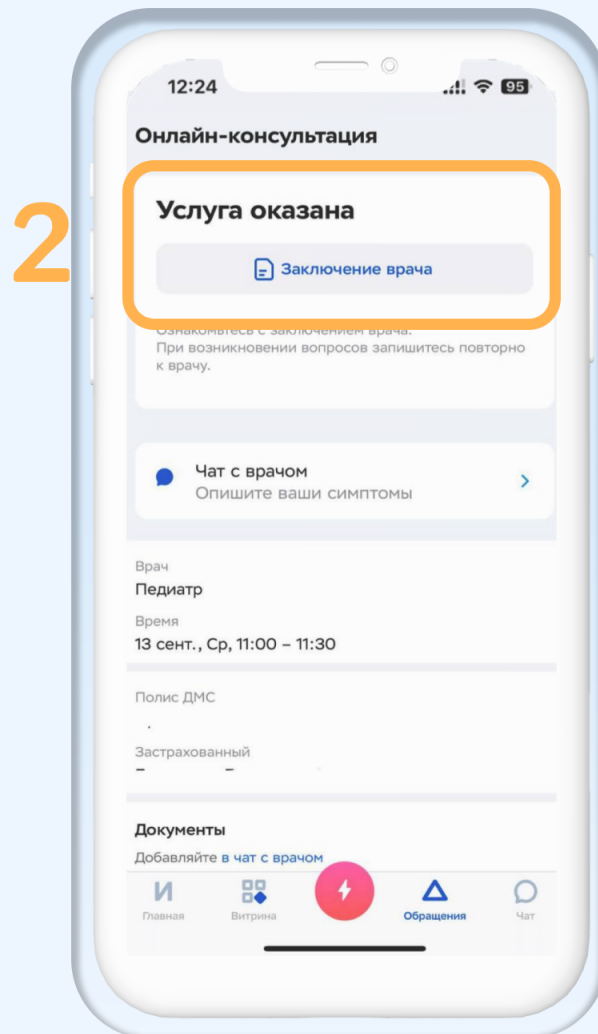 12:24
95
Онлайн-консультация
2
Услуга оказана
Заключение врача
Ознакомьтесь с заключением врача.
При возникновении вопросов запишитесь повторно
к врачу.
Чат с врачом
Опишите ваши симптомы
Врач
Педиатр
Время
13 сент., Ср, 11:00 – 11:30
Полис ДМС
Застрахованный
Документы
Добавляйте в чат с врачом
Главная
Витрина
Обращения
Чат